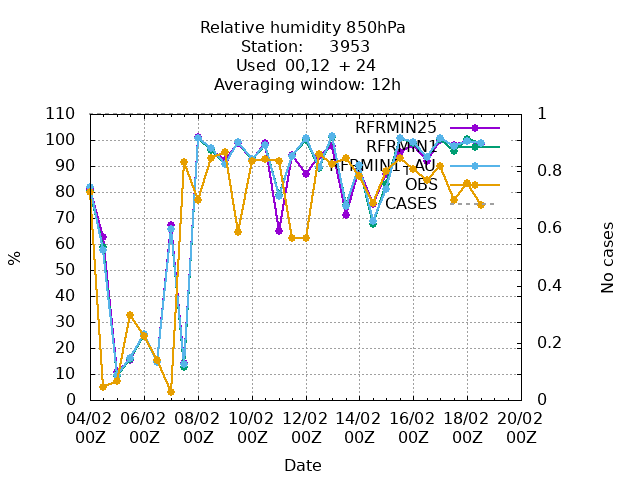 Relative humidity 850hPa
Station: 3953
Used 00,12 + 24
Averaging window: 12h
110 1
100
90
80 0.8
70
60 0.6
50
40 0.4
30
20 0.2
10
0 0
RFRMIN25
RFRMIN1
RFRMIN1+AU
OBS
CASES
%
No cases
04/02 06/02 08/02 10/02 12/02 14/02 16/02 18/02 20/02
00Z 00Z 00Z 00Z 00Z 00Z 00Z 00Z 00Z
Date